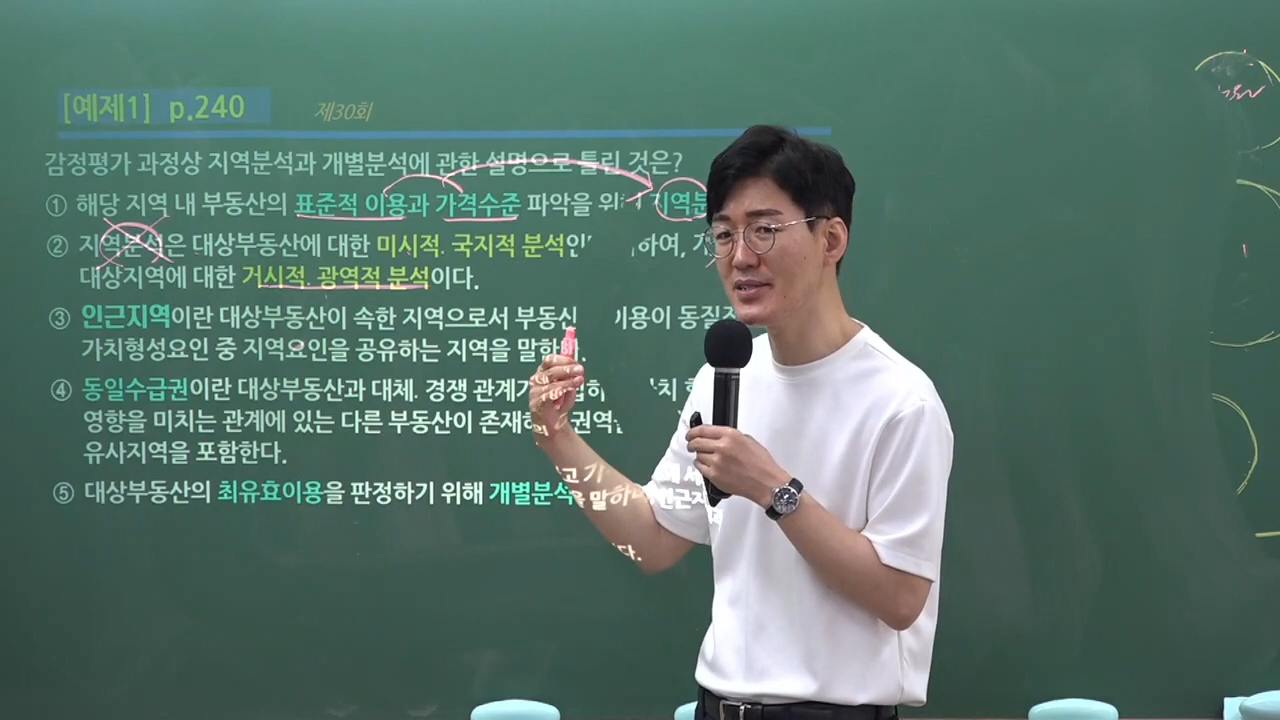 [예제1] p.240 제30회
감정평가 과정상 지역분석과 개별분석에 관한 설명으로 틀린 것은?
① 해당 지역 내 부동산의 표준적 이용과 가격수준 파악을 위 지역분
② 지역분석은 대상부동산에 대한 미시적. 국지적 분석인 하여,
대상지역에 대한 거시적. 광역적 분석이다.
③ 인근지역이란 대상부동산이 속한 지역으로서 부동산 이용이 동질적
가치형성요인 중 지역요인을 공유하는 지역을 말한다.
④ 동일수급권이란 대상부동산과 대체. 경쟁 관계가
영향을 미치는 관계에 있는 다른 부동산이 존재하 권역
유사지역을 포함한다.
⑤ 대상부동산의 최유효이용을 판정하기 위해 개별분석